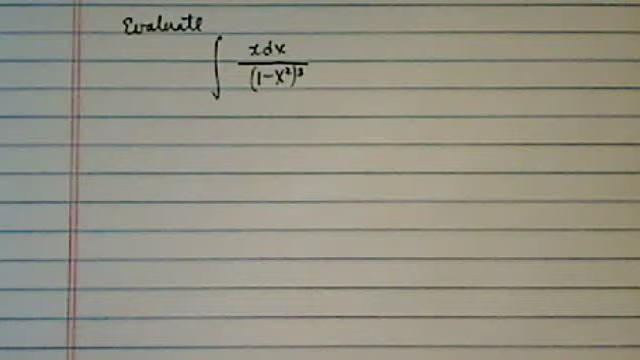 Evaluate
∫ x dx / (1-x²)³